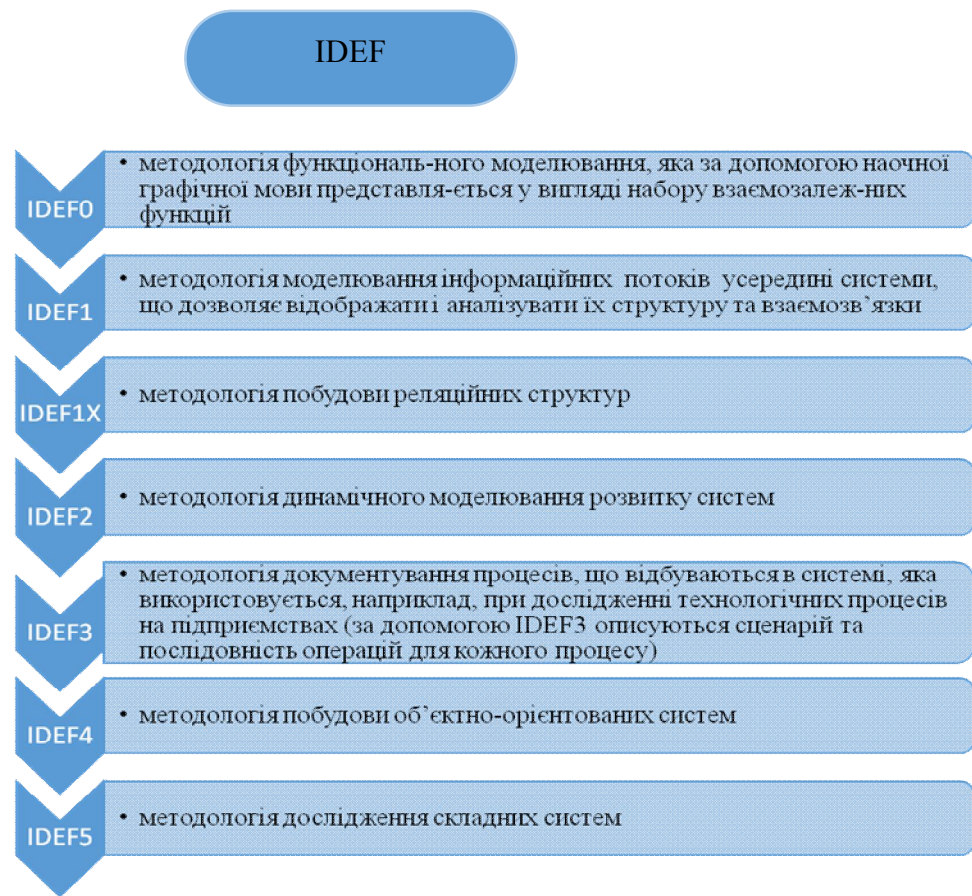 IDEF
IDEF0
• методологія функціональ-ного моделювання, яка за допомогою наочної
графічної мови представля-ється у вигляді набору взаємозалеж-них
функцій
IDEF1
• методологія моделювання інформаційних потоків усередині системи,
що дозволяє відображати і аналізувати їх структуру та взаємозв’язки
IDEF1X
• методологія побудови реляційних структур
IDEF2
• методологія динамічного моделювання розвитку систем
IDEF3
• методологія документування процесів, що відбуваються в системі, яка
використовується, наприклад, при дослідженні технологічних процесів
на підприємствах (за допомогою IDEF3 описуються сценарій та
послідовність операцій для кожного процесу)
IDEF4
• методологія побудови об’єктно-орієнтованих систем
IDEF5
• методологія дослідження складних систем